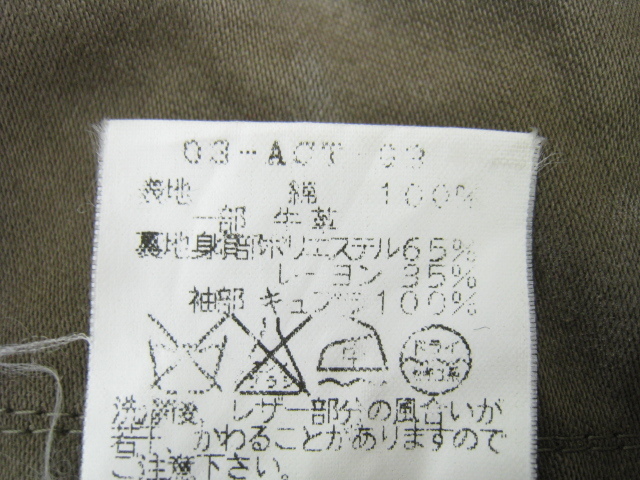 03-ACT-09
表地 綿 100%
一部 牛革
裏地身頃部ポリエステル65%
レーヨン 35%
袖部 キュプラ100%
洗濯後、レザー部分の風合いが
若干、かわることがありますので
ご注意下さい。